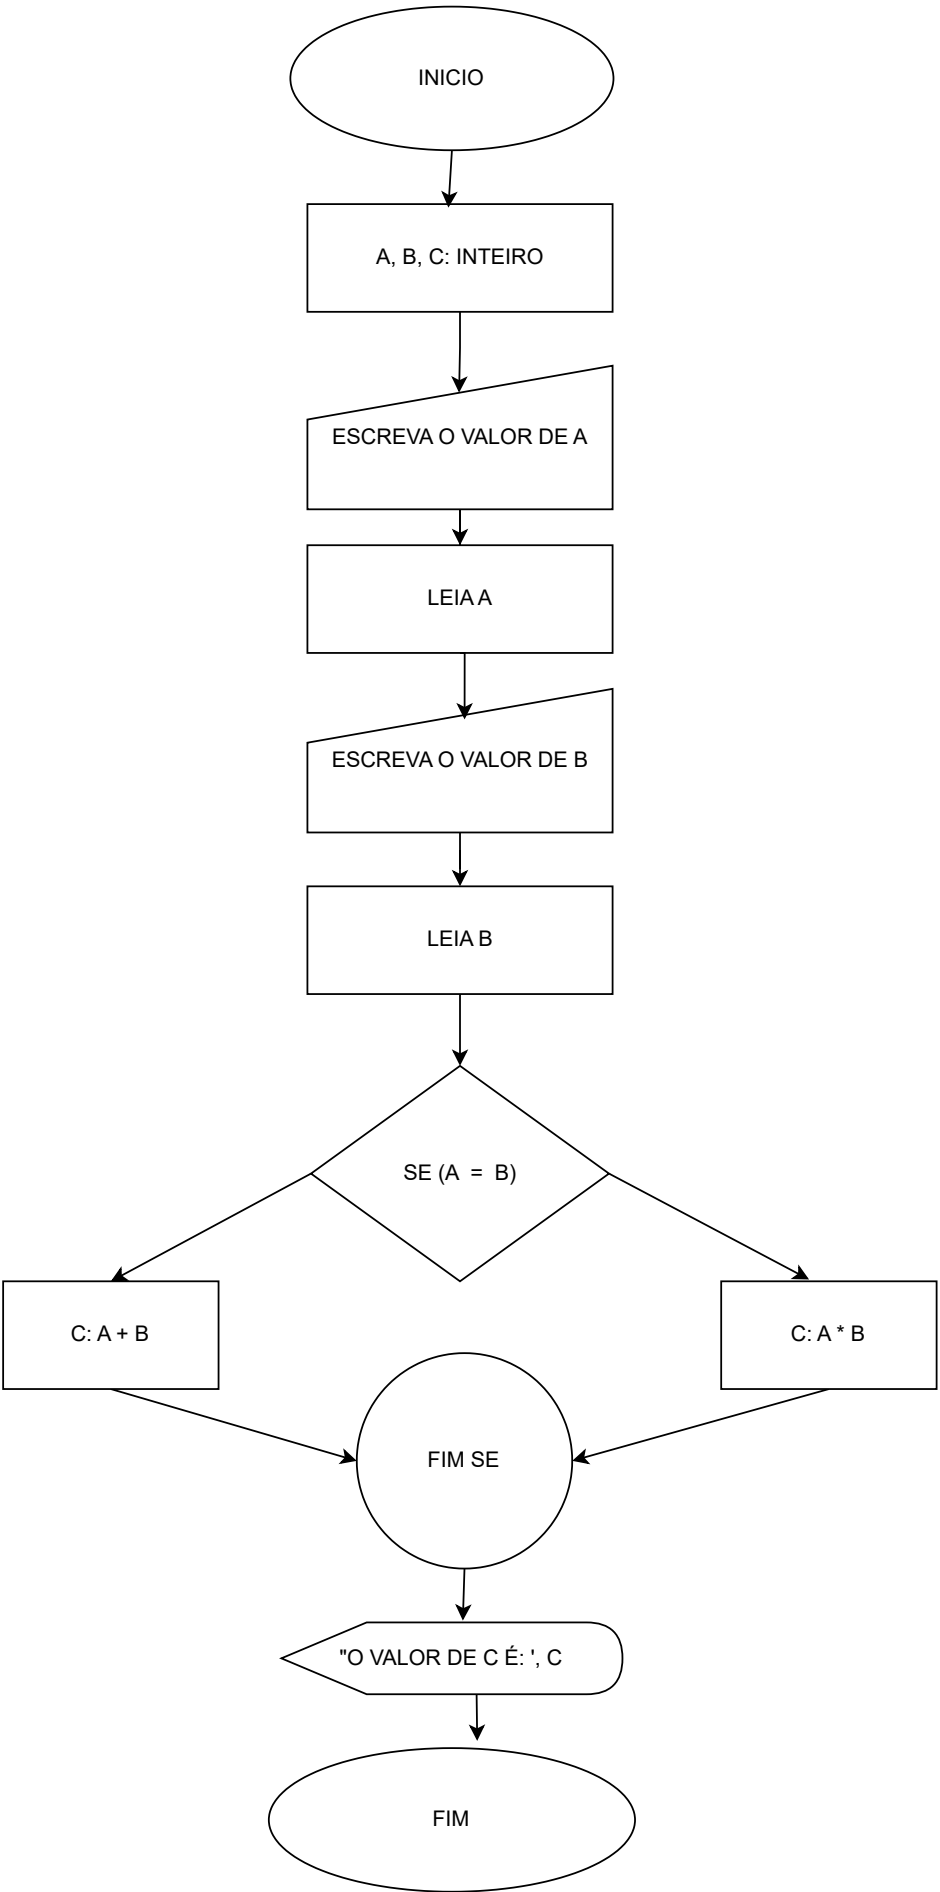 INICIO
A, B, C: INTEIRO
ESCREVA O VALOR DE A
LEIA A
ESCREVA O VALOR DE B
LEIA B
SE (A = B)
C: A + B
C: A * B
FIM SE
"O VALOR DE C É: ', C
FIM